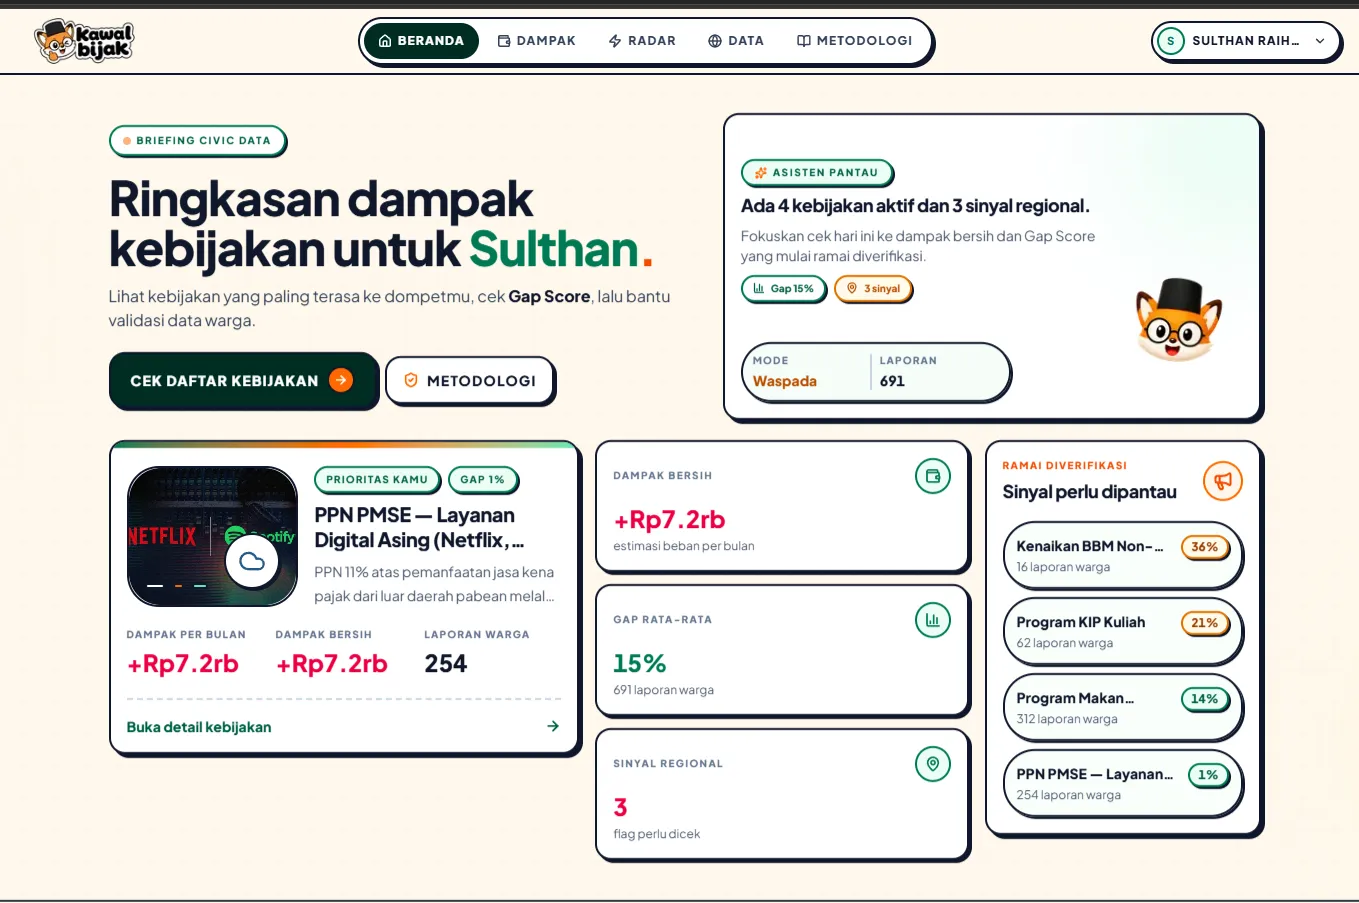 kawal
bijak
BERANDA
DAMPAK
RADAR
DATA
METODOLOGI
S
SULTHAN RAIH...
BRIEFING CIVIC DATA
Ringkasan dampak
kebijakan untuk Sulthan.
Lihat kebijakan yang paling terasa ke dompetmu, cek Gap Score, lalu bantu
validasi data warga.
CEK DAFTAR KEBIJAKAN
METODOLOGI
ASISTEN PANTAU
Ada 4 kebijakan aktif dan 3 sinyal regional.
Fokuskan cek hari ini ke dampak bersih dan Gap Score
yang mulai ramai diverifikasi.
Gap 15%
3 sinyal
MODE
Waspada
LAPORAN
691
NETFLIX
Spotify
PRIORITAS KAMU
GAP 1%
PPN PMSE — Layanan
Digital Asing (Netflix,...
PPN 11% atas pemanfaatan jasa kena
pajak dari luar daerah pabean melal...
DAMPAK PER BULAN
+Rp7.2rb
DAMPAK BERSIH
+Rp7.2rb
LAPORAN WARGA
254
Buka detail kebijakan
DAMPAK BERSIH
+Rp7.2rb
estimasi beban per bulan
GAP RATA-RATA
15%
691 laporan warga
SINYAL REGIONAL
3
flag perlu dicek
RAMAI DIVERIFIKASI
Sinyal perlu dipantau
Kenaikan BBM Non-...
36%
16 laporan warga
Program KIP Kuliah
21%
62 laporan warga
Program Makan...
14%
312 laporan warga
PPN PMSE — Layanan...
1%
254 laporan warga